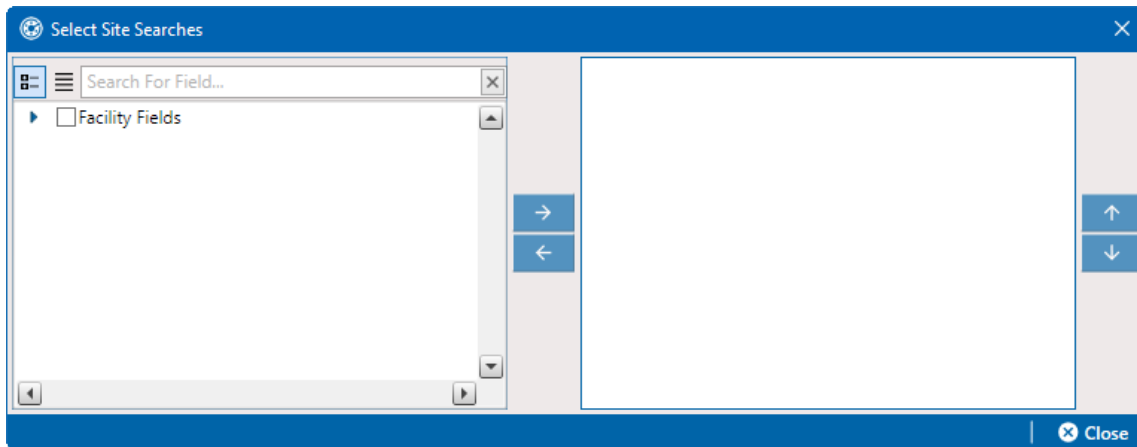 Select Site Searches
Search For Field...
Facility Fields
Close